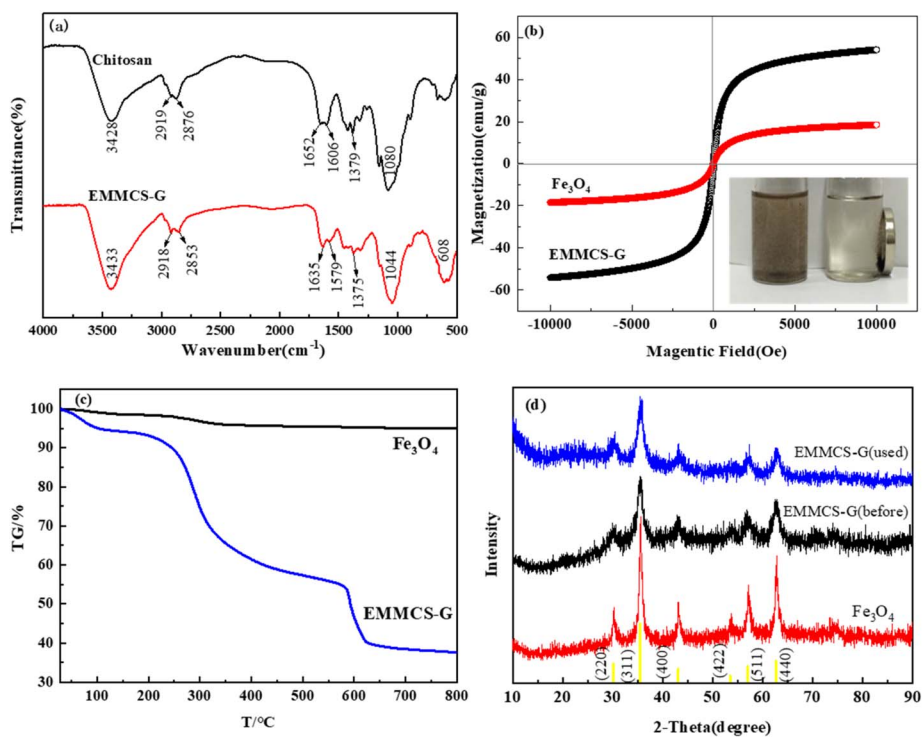 (a)
Chitosan
3428
2919
2876
1652
1606
1379
1080
EMMCS-G
3433
2918
2853
1635
1579
1375
1044
608
Transmittance(%)
4000 3500 3000 2500 2000 1500 1000 500
Wavenumber(cm⁻¹)
(b)
60
40
20
0
-20
-40
-60
Magnetization(emu/g)
Fe₃O₄
EMMCS-G
-10000 -5000 0 5000 10000
Magentic Field(Oe)
(c)
100
90
80
70
60
50
40
30
TG/%
Fe₃O₄
EMMCS-G
100 200 300 400 500 600 700 800
T/°C
(d)
Intensity
EMMCS-G(used)
EMMCS-G(before)
Fe₃O₄
(220)
(311)
(400)
(422)
(511)
(440)
10 20 30 40 50 60 70 80 90
2-Theta(degree)